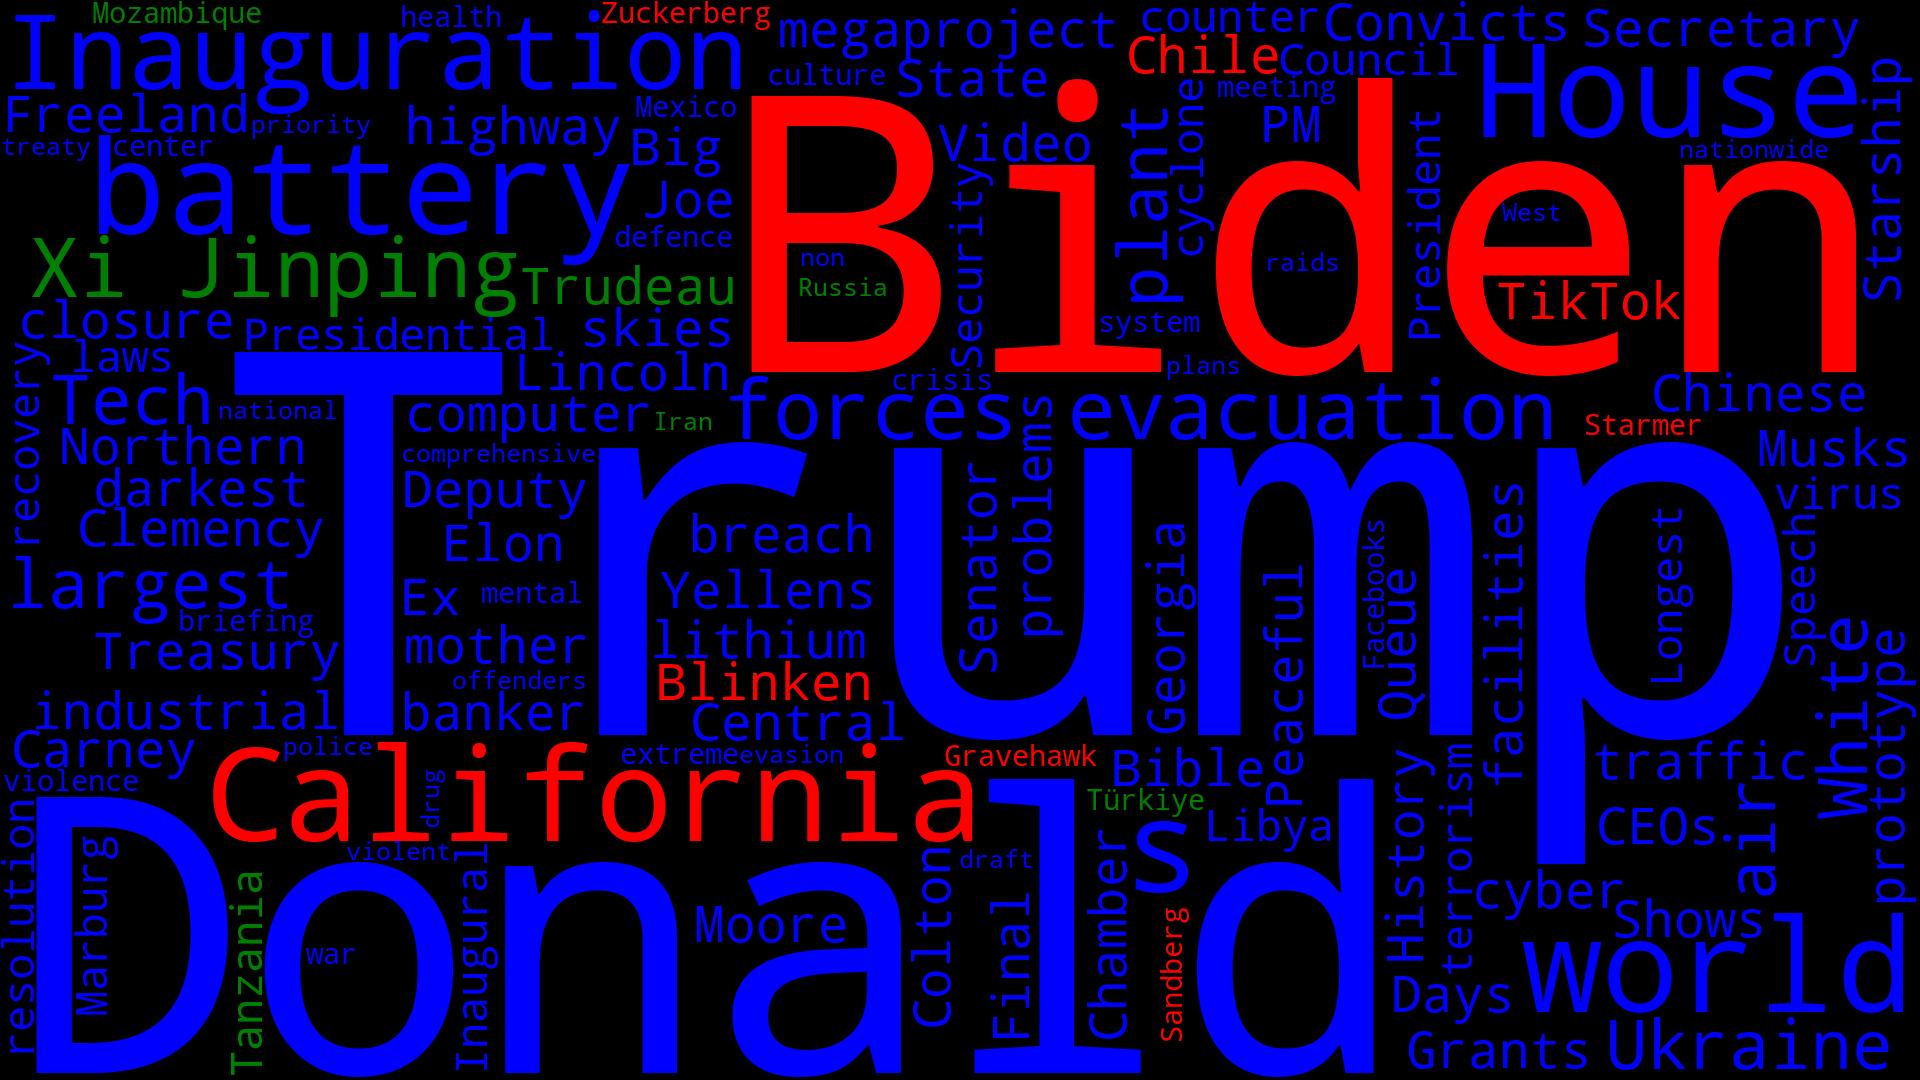 Mozambique
health
Zuckerberg
Inauguration
megaproject
counter
Convicts
Secretary
Chile
Council
culture
State
meeting
House
Freeland
priority
highway
Mexico
treaty
center
Big
Video
PM
nationwide
battery
Joe
Biden
plant
cyclone
President
Starship
defence
Security
West
Xi Jinping
Trudeau
non
Russia
raids
TikTok
closure
Presidential
skies
system
laws
Lincoln
crisis
plans
recovery
Tech
national
computer
Iran
forces
evacuation
Chinese
Starmer
Northern
comprehensive
Musks
darkest
Deputy
virus
Clemency
Elon
breach
Trump
Senator
problems
Georgia
Peaceful
Facebooks
Queue
facilities
Longest
Speech
largest
Ex
mental
Yellens
briefing
Treasury
mother
lithium
offenders
Blinken
White
prototype
industrial
banker
Central
Carney
police
extreme
evasion
Gravehawk
Bible
traffic
violence
California
drug
Türkiye
s
Libya
CEOs.
air
resolution
Marburg
violent
draft
Donald
Tanzania
war
Inaugural
Moore
Colton
Final
Chamber
Sandberg
History
terrorism
cyber
Shows
world
Days
Grants
Ukraine